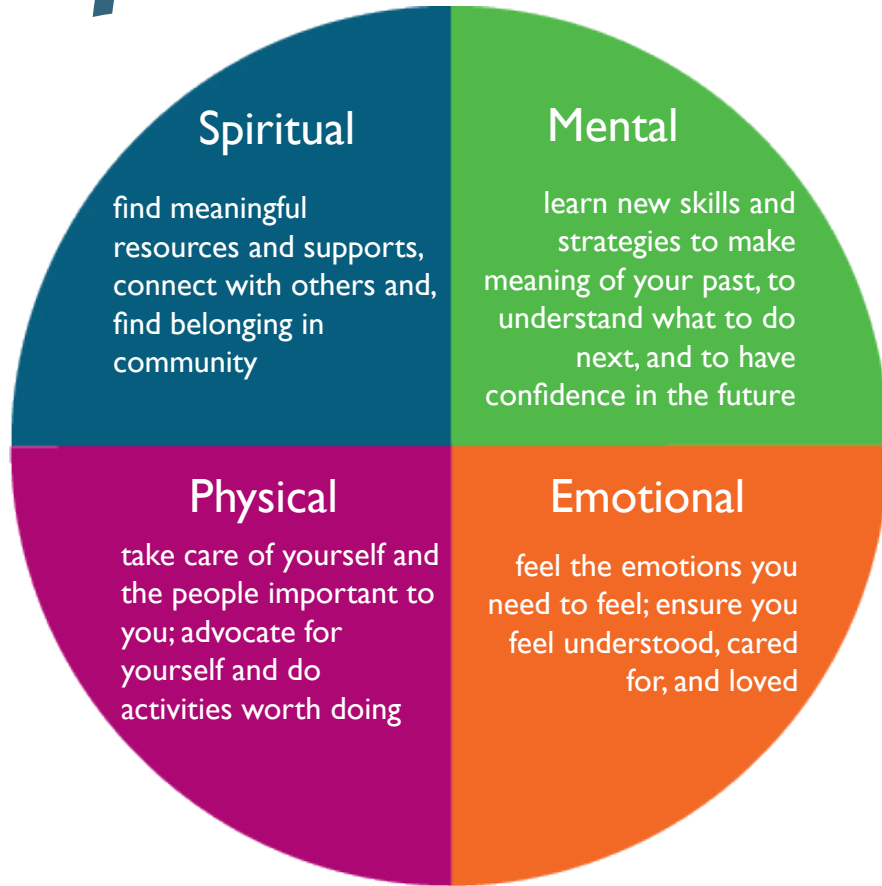 Spiritual
find meaningful
resources and supports,
connect with others and,
find belonging in
community
Mental
learn new skills and
strategies to make
meaning of your past, to
understand what to do
next, and to have
confidence in the future
Physical
take care of yourself and
the people important to
you; advocate for
yourself and do
activities worth doing
Emotional
feel the emotions you
need to feel; ensure you
feel understood, cared
for, and loved